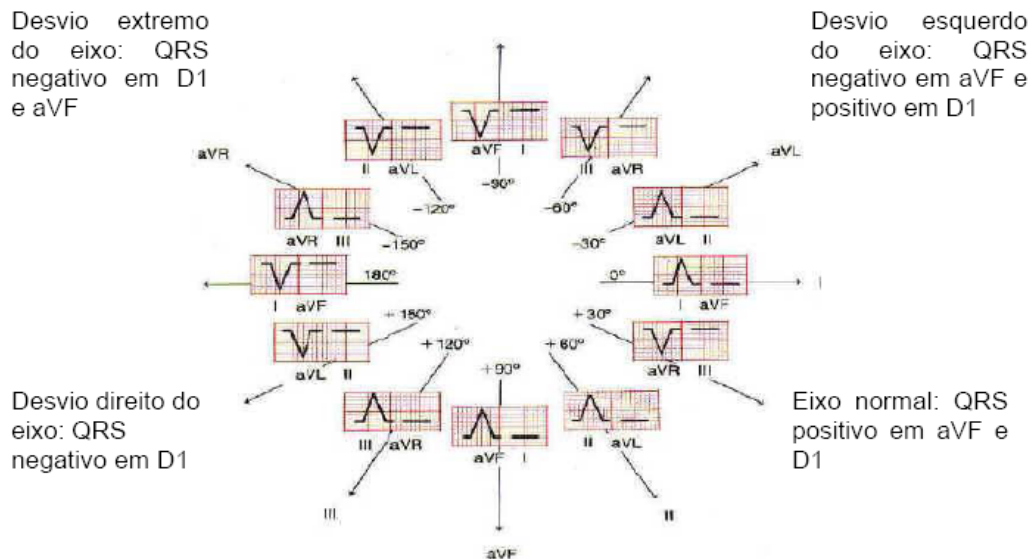 Desvio extremo
do eixo: QRS
negativo em D1
e aVF
Desvio esquerdo
do eixo: QRS
negativo em aVF e
positivo em D1
aVR
aVL
II aVL
-120°
aVF I
-90°
III aVR
-60°
aVR III
-150°
aVL II
-30°
I aVF
180°
0°
I aVF
I
aVL II
+150°
+30°
aVR III
+120°
III aVR
+90°
aVF I
+60°
II aVL
Desvio direito do
eixo: QRS
negativo em D1
Eixo normal: QRS
positivo em aVF e
D1
III
aVF
II